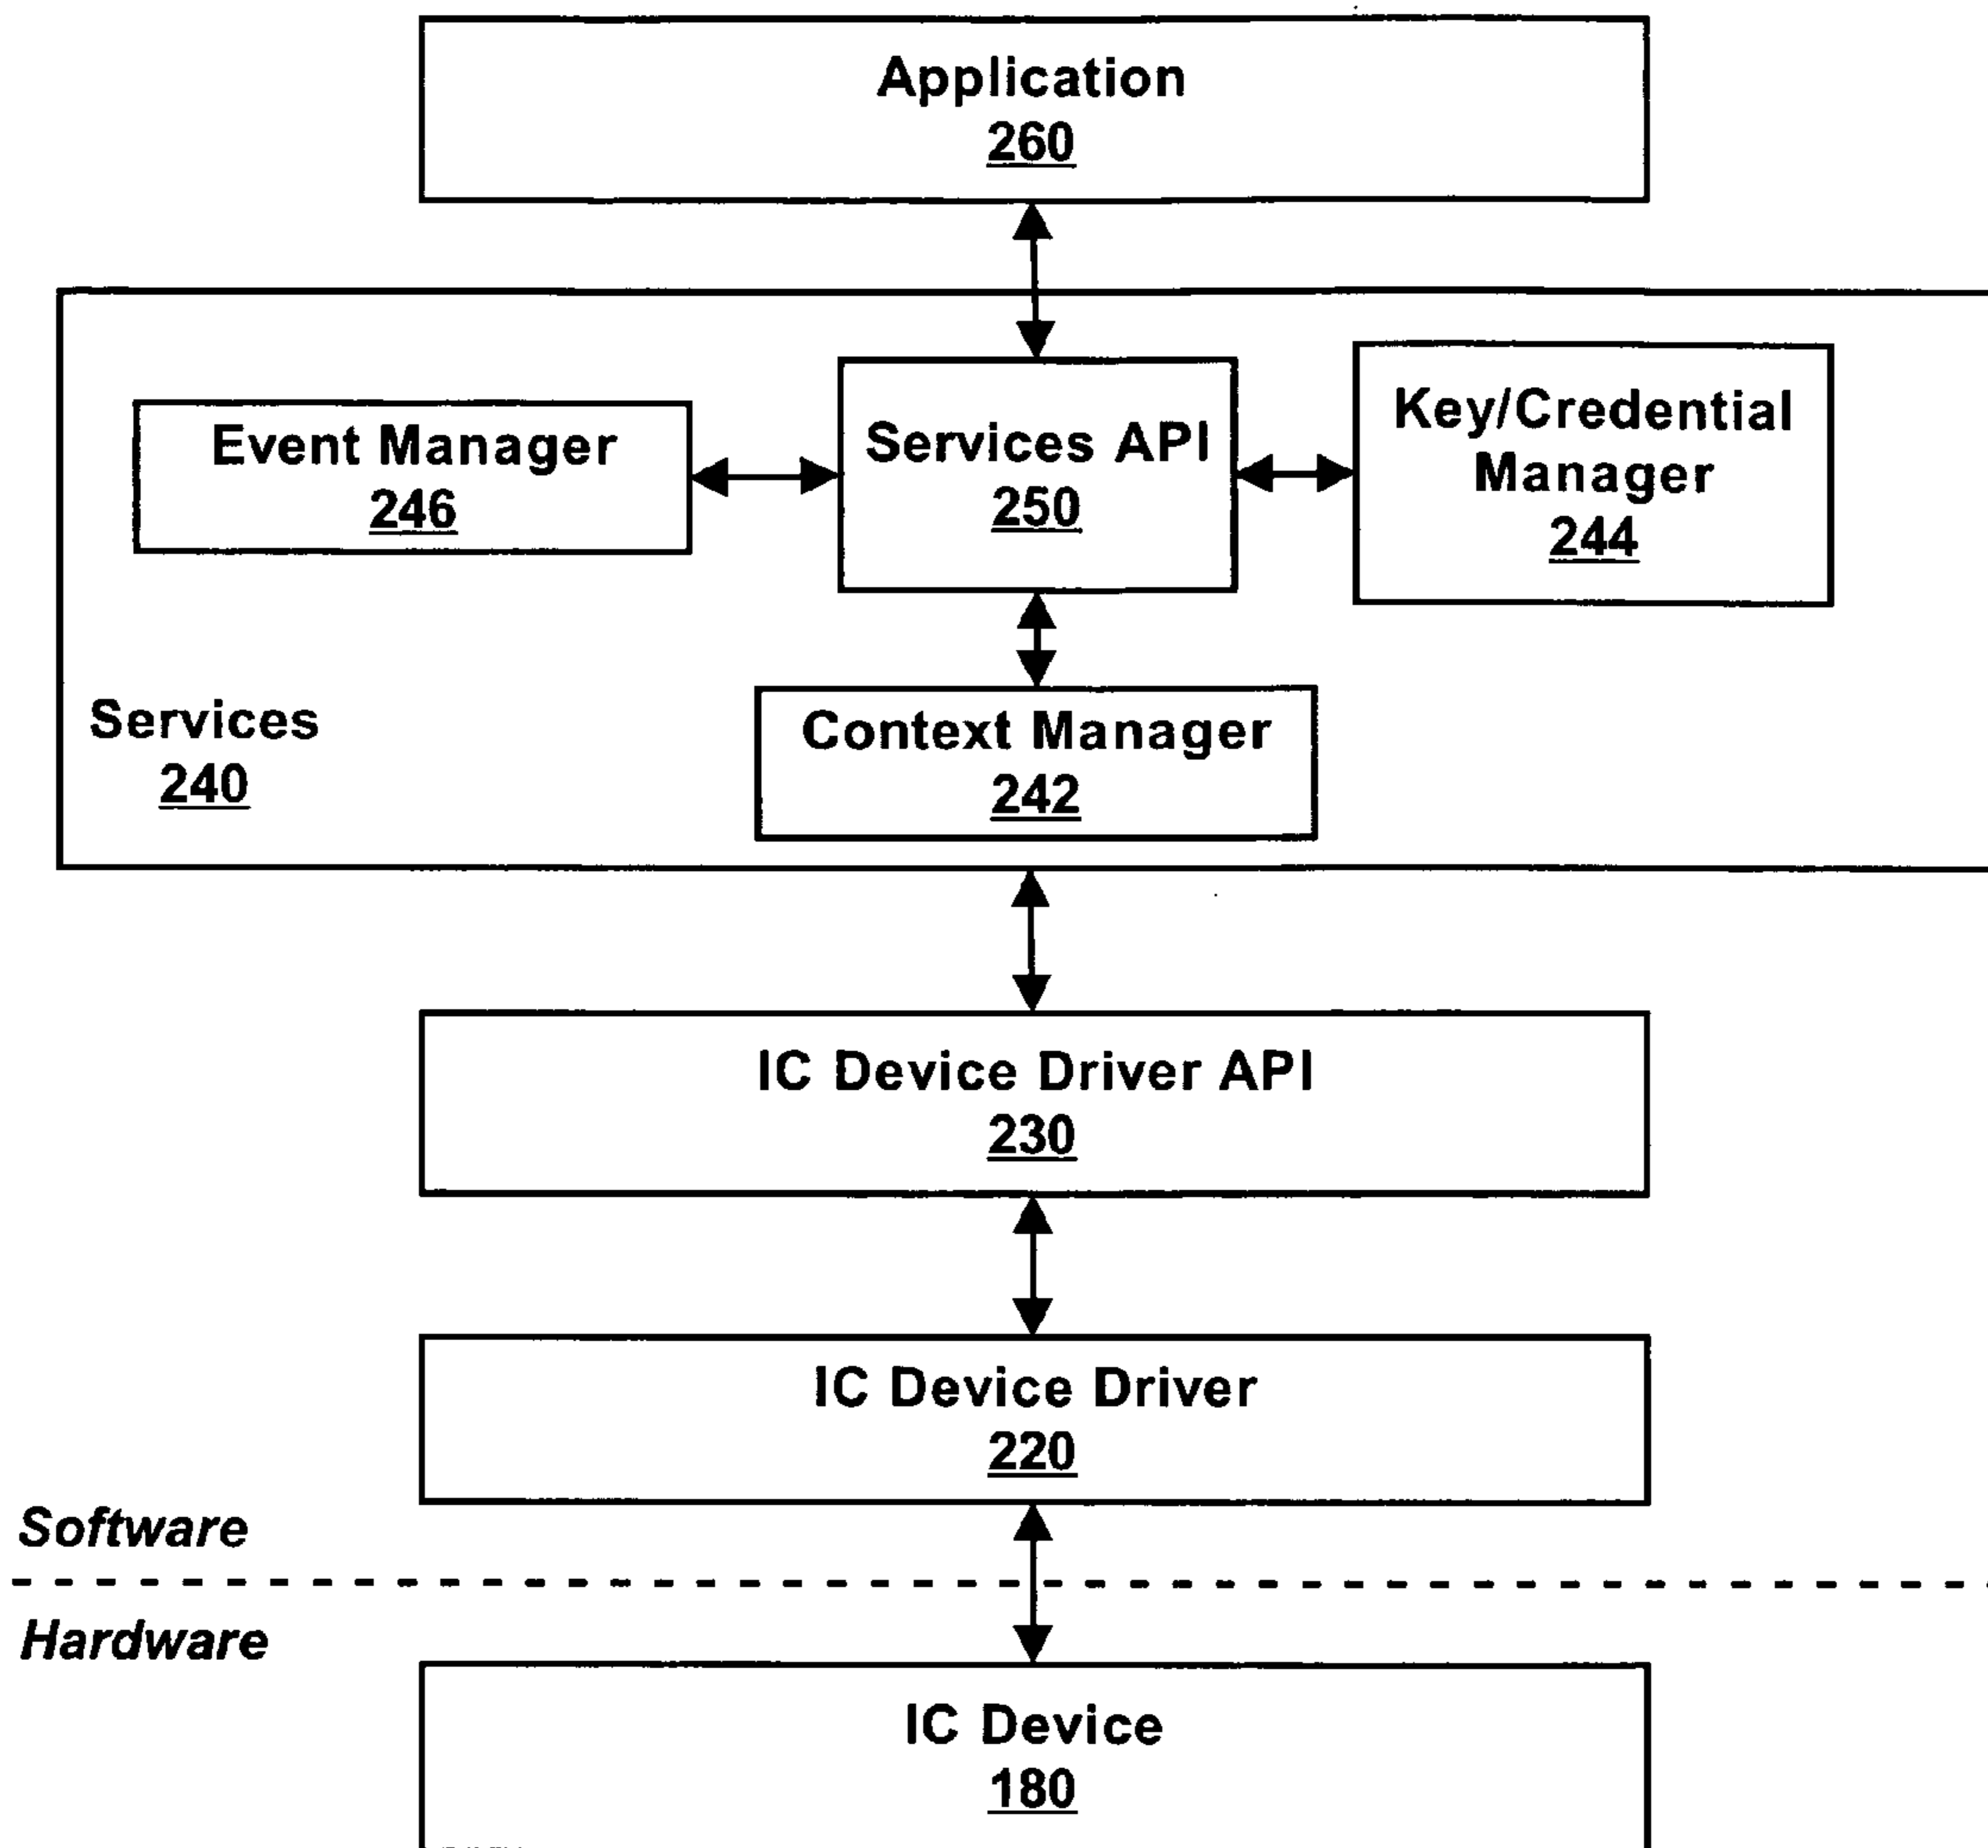 Application
260
Event Manager
246
Services API
250
Key/Credential
Manager
244
Services
240
Context Manager
242
IC Device Driver API
230
IC Device Driver
220
Software
Hardware
IC Device
180